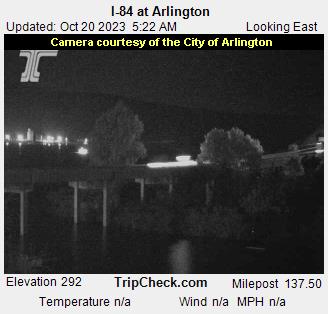 I-84 at Arlington
Updated: Oct 20 2023 5:22 AM Looking East
Camera courtesy of the City of Arlington
Elevation 292 TripCheck.com Milepost 137.50
Temperature n/a Wind n/a MPH n/a